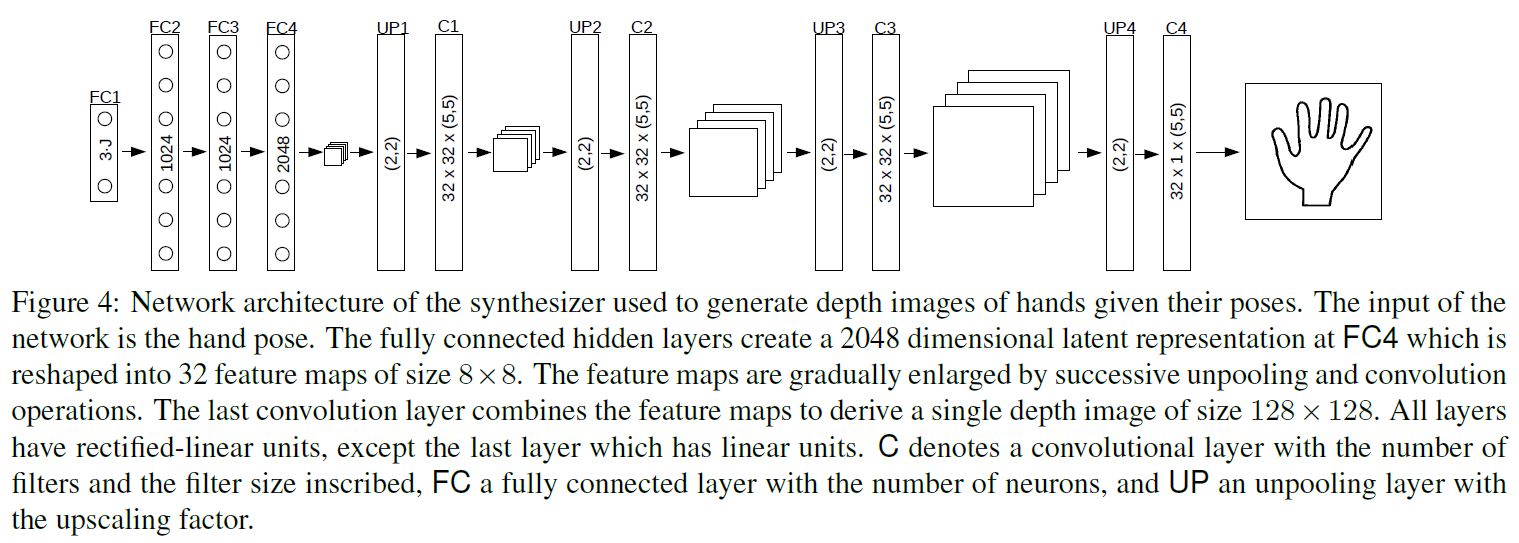 FC1
3·J
FC2
1024
FC3
1024
FC4
2048
UP1
(2,2)
C1
32 x 32 x (5,5)
UP2
(2,2)
C2
32 x 32 x (5,5)
UP3
(2,2)
C3
32 x 32 x (5,5)
UP4
(2,2)
C4
32 x 1 x (5,5)
Figure 4: Network architecture of the synthesizer used to generate depth images of hands given their poses. The input of the
network is the hand pose. The fully connected hidden layers create a 2048 dimensional latent representation at FC4 which is
reshaped into 32 feature maps of size 8×8. The feature maps are gradually enlarged by successive unpooling and convolution
operations. The last convolution layer combines the feature maps to derive a single depth image of size 128 × 128. All layers
have rectified-linear units, except the last layer which has linear units. C denotes a convolutional layer with the number of
filters and the filter size inscribed, FC a fully connected layer with the number of neurons, and UP an unpooling layer with
the upscaling factor.